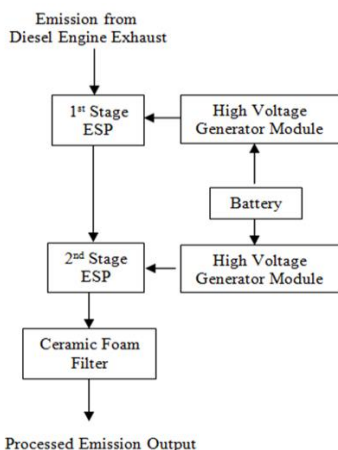 Emission from
Diesel Engine Exhaust
1st Stage
ESP
High Voltage
Generator Module
Battery
2nd Stage
ESP
High Voltage
Generator Module
Ceramic Foam
Filter
Processed Emission Output